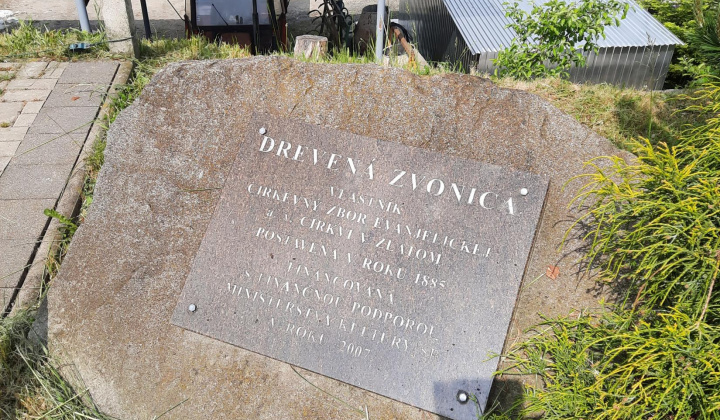 DREVENÁ ZVONICA
VLASTNÍK
CIRKEVNÝ ZBOR EVANJELICKEJ
A. V. CIRKVI V ZLATOM
POSTAVENÁ V ROKU 1885
FINANCOVANÁ
S FINANČNOU PODPOROU
MINISTERSTVA KULTÚRY SR
V ROKU 2007